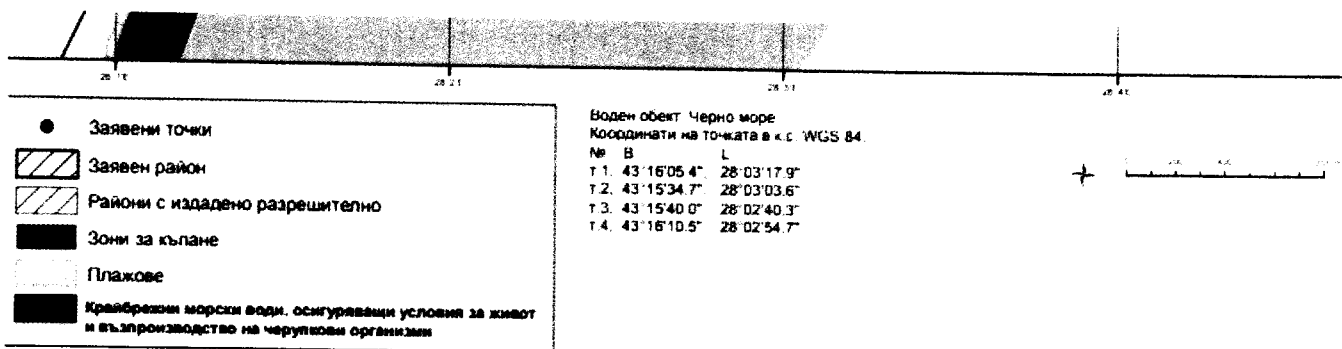 Заявени точки
Заявен район
Райони с издадено разрешително
Зони за къпане
Плажове
Крайбрежни морски води, осигуряващи условия за живот
и възпроизводство на черупкови организми
Воден обект Черно море
Координати на точката в к.с. WGS 84.
№ B L
т.1. 43°16'05.4" 28°03'17.9"
т.2. 43°15'34.7" 28°03'03.6"
т.3. 43°15'40.0" 28°02'40.3"
т.4. 43°16'10.5" 28°02'54.7"